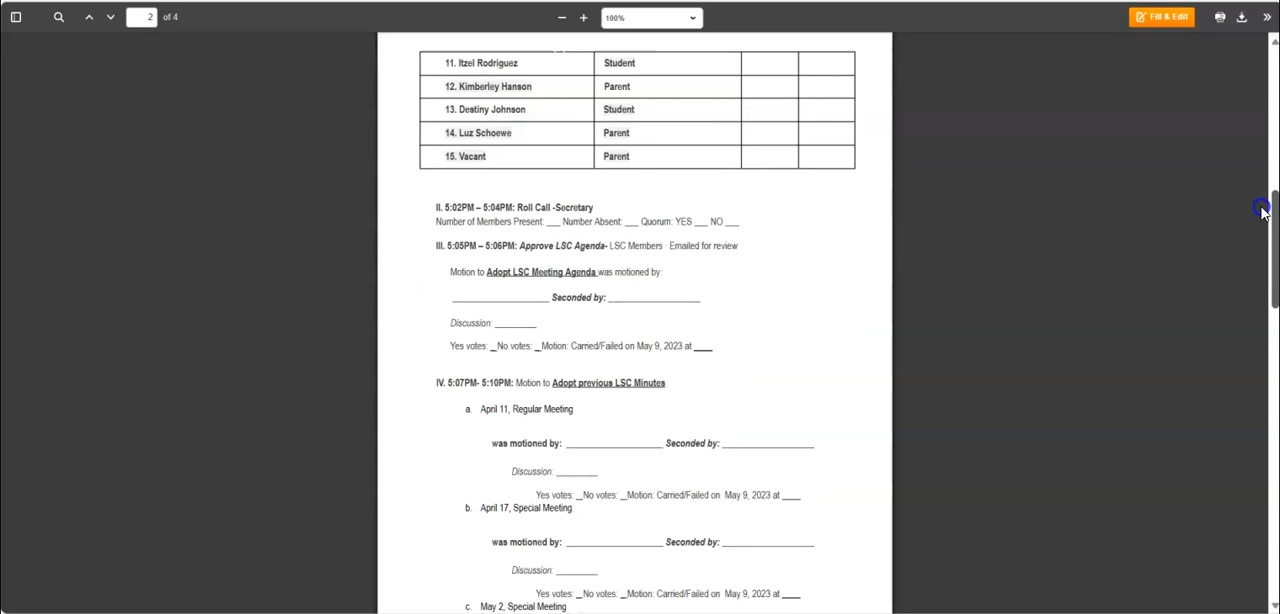 2 of 4 100% Fill & Edit
11. Itzel Rodriguez Student
12. Kimberley Hanson Parent
13. Destiny Johnson Student
14. Luz Schoewe Parent
15. Vacant Parent
II. 5:02PM – 5:04PM: Roll Call -Secretary
Number of Members Present: ___ Number Absent: ___ Quorum: YES ___ NO ___
III. 5:05PM – 5:06PM: Approve LSC Agenda- LSC Members · Emailed for review
Motion to Adopt LSC Meeting Agenda was motioned by:
____________________ Seconded by: ___________________
Discussion: _________
Yes votes: _No votes: _Motion: Carried/Failed on May 9, 2023 at ____
IV. 5:07PM- 5:10PM: Motion to Adopt previous LSC Minutes
a. April 11, Regular Meeting
was motioned by: ____________________ Seconded by: ___________________
Discussion: _________
Yes votes: _No votes: _Motion: Carried/Failed on May 9, 2023 at ____
b. April 17, Special Meeting
was motioned by: ____________________ Seconded by: ___________________
Discussion: _________
Yes votes: _No votes: _Motion: Carried/Failed on May 9, 2023 at ____
c. May 2, Special Meeting